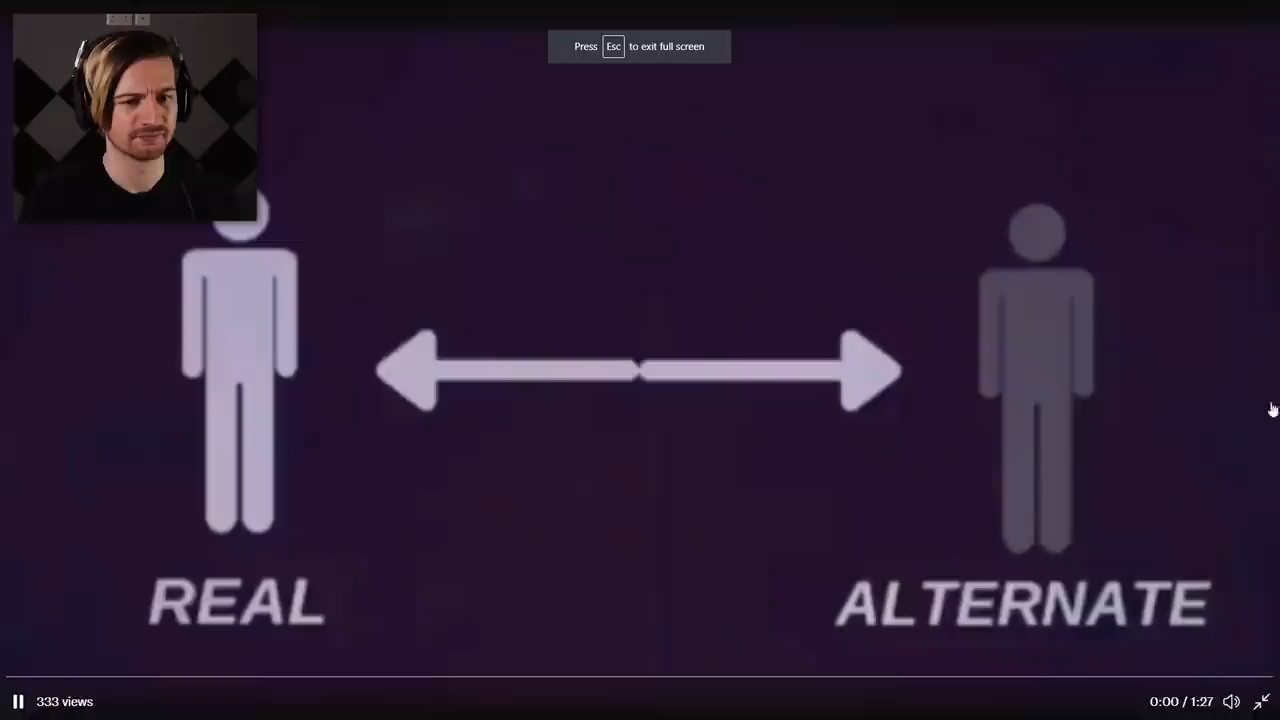 Press Esc to exit full screen
REAL
ALTERNATE
333 views
0:00 / 1:27